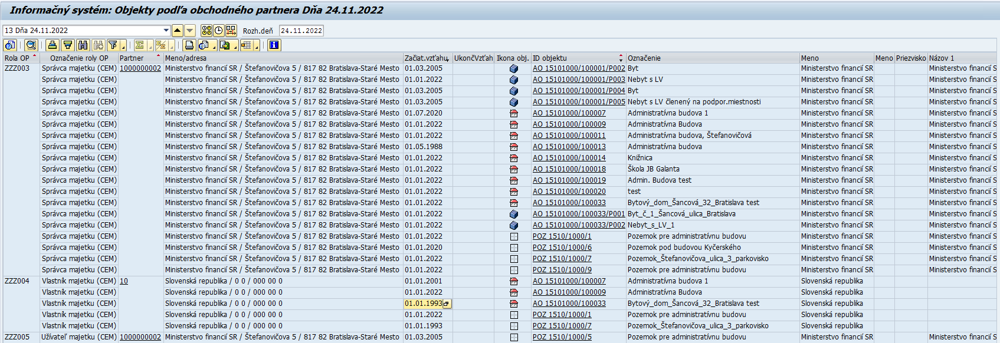 Informačný systém: Objekty podľa obchodného partnera Dňa 24.11.2022
13 Dňa 24.11.2022 Rozh.deň 24.11.2022
Rola OP Označenie roly OP Partner Meno/adresa Začiat.vzťahu UkončVzťah Ikona obj. ID objektu Označenie Meno Meno Priezvisko Názov 1
ZZZ003 Správca majetku (CEM) 1000000002 Ministerstvo financií SR / Štefanovičova 5 / 817 82 Bratislava-Staré Mesto 01.03.2005 AO 15101000/100001/P002 Byt Ministerstvo financií SR Ministerstvo financií S
Správca majetku (CEM) Ministerstvo financií SR / Štefanovičova 5 / 817 82 Bratislava-Staré Mesto 01.01.2022 AO 15101000/100001/P003 Nebyt s LV Ministerstvo financií SR Ministerstvo financií S
Správca majetku (CEM) Ministerstvo financií SR / Štefanovičova 5 / 817 82 Bratislava-Staré Mesto 01.03.2005 AO 15101000/100001/P004 Byt Ministerstvo financií SR Ministerstvo financií S
Správca majetku (CEM) Ministerstvo financií SR / Štefanovičova 5 / 817 82 Bratislava-Staré Mesto 01.03.2005 AO 15101000/100001/P005 Nebyt s LV členený na podpor.miestnosti Ministerstvo financií SR Ministerstvo financií S
Správca majetku (CEM) Ministerstvo financií SR / Štefanovičova 5 / 817 82 Bratislava-Staré Mesto 01.07.2020 AO 15101000/100007 Administratívna budova 1 Ministerstvo financií SR Ministerstvo financií S
Správca majetku (CEM) Ministerstvo financií SR / Štefanovičova 5 / 817 82 Bratislava-Staré Mesto 01.01.2022 AO 15101000/100009 Administratívna Budova Ministerstvo financií SR Ministerstvo financií S
Správca majetku (CEM) Ministerstvo financií SR / Štefanovičova 5 / 817 82 Bratislava-Staré Mesto 01.01.2022 AO 15101000/100011 Administratívna budova, Štefanovičová Ministerstvo financií SR Ministerstvo financií S
Správca majetku (CEM) Ministerstvo financií SR / Štefanovičova 5 / 817 82 Bratislava-Staré Mesto 01.05.1988 AO 15101000/100013 Administratívna budova Ministerstvo financií SR Ministerstvo financií S
Správca majetku (CEM) Ministerstvo financií SR / Štefanovičova 5 / 817 82 Bratislava-Staré Mesto 01.01.2022 AO 15101000/100014 Knižnica Ministerstvo financií SR Ministerstvo financií S
Správca majetku (CEM) Ministerstvo financií SR / Štefanovičova 5 / 817 82 Bratislava-Staré Mesto 01.01.2022 AO 15101000/100018 Škola JB Galanta Ministerstvo financií SR Ministerstvo financií S
Správca majetku (CEM) Ministerstvo financií SR / Štefanovičova 5 / 817 82 Bratislava-Staré Mesto 01.01.2022 AO 15101000/100019 Admin. Budova test Ministerstvo financií SR Ministerstvo financií S
Správca majetku (CEM) Ministerstvo financií SR / Štefanovičova 5 / 817 82 Bratislava-Staré Mesto 01.01.2022 AO 15101000/100020 test Ministerstvo financií SR Ministerstvo financií S
Správca majetku (CEM) Ministerstvo financií SR / Štefanovičova 5 / 817 82 Bratislava-Staré Mesto 01.01.2022 AO 15101000/100033 Bytový_dom_Šancová_32_Bratislava test Ministerstvo financií SR Ministerstvo financií S
Správca majetku (CEM) Ministerstvo financií SR / Štefanovičova 5 / 817 82 Bratislava-Staré Mesto 01.01.2022 AO 15101000/100033/P001 Byt_č_1_Šancová_ulica_Bratislava Ministerstvo financií SR Ministerstvo financií S
Správca majetku (CEM) Ministerstvo financií SR / Štefanovičova 5 / 817 82 Bratislava-Staré Mesto 01.01.2022 AO 15101000/100033/P002 Nebyt_s_LV_1 Ministerstvo financií SR Ministerstvo financií S
Správca majetku (CEM) Ministerstvo financií SR / Štefanovičova 5 / 817 82 Bratislava-Staré Mesto 01.01.2022 POZ 1510/1000/1 Pozemok pre administratívnu budovu Ministerstvo financií SR Ministerstvo financií S
Správca majetku (CEM) Ministerstvo financií SR / Štefanovičova 5 / 817 82 Bratislava-Staré Mesto 01.01.2020 POZ 1510/1000/6 Pozemok pod budovou Kyčerského Ministerstvo financií SR Ministerstvo financií S
Správca majetku (CEM) Ministerstvo financií SR / Štefanovičova 5 / 817 82 Bratislava-Staré Mesto 01.01.2022 POZ 1510/1000/7 Pozemok_Štefanovičova_ulica_3_parkovisko Ministerstvo financií SR Ministerstvo financií S
Správca majetku (CEM) Ministerstvo financií SR / Štefanovičova 5 / 817 82 Bratislava-Staré Mesto 01.01.2022 POZ 1510/1000/9 Pozemok pre administratívnu budovu Ministerstvo financií SR Ministerstvo financií S
ZZZ004 Vlastník majetku (CEM) 10 Slovenská republika / 0 0 / 000 00 0 01.01.2001 AO 15101000/100007 Administratívna budova 1 Slovenská republika
Vlastník majetku (CEM) Slovenská republika / 0 0 / 000 00 0 01.01.2022 AO 15101000/100009 Administratívna Budova Slovenská republika
Vlastník majetku (CEM) Slovenská republika / 0 0 / 000 00 0 01.01.1993 AO 15101000/100033 Bytový_dom_Šancová_32_Bratislava test Slovenská republika
Vlastník majetku (CEM) Slovenská republika / 0 0 / 000 00 0 01.01.2022 POZ 1510/1000/1 Pozemok pre administratívnu budovu Slovenská republika
Vlastník majetku (CEM) Slovenská republika / 0 0 / 000 00 0 01.01.1993 POZ 1510/1000/7 Pozemok_Štefanovičova_ulica_3_parkovisko Slovenská republika
ZZZ005 Užívateľ majetku (CEM) 1000000002 Ministerstvo financií SR / Štefanovičova 5 / 817 82 Bratislava-Staré Mesto 01.03.2005 POZ 1510/1000/5 Pozemok pre administratívnu budovu Ministerstvo financií SR Ministerstvo financií S